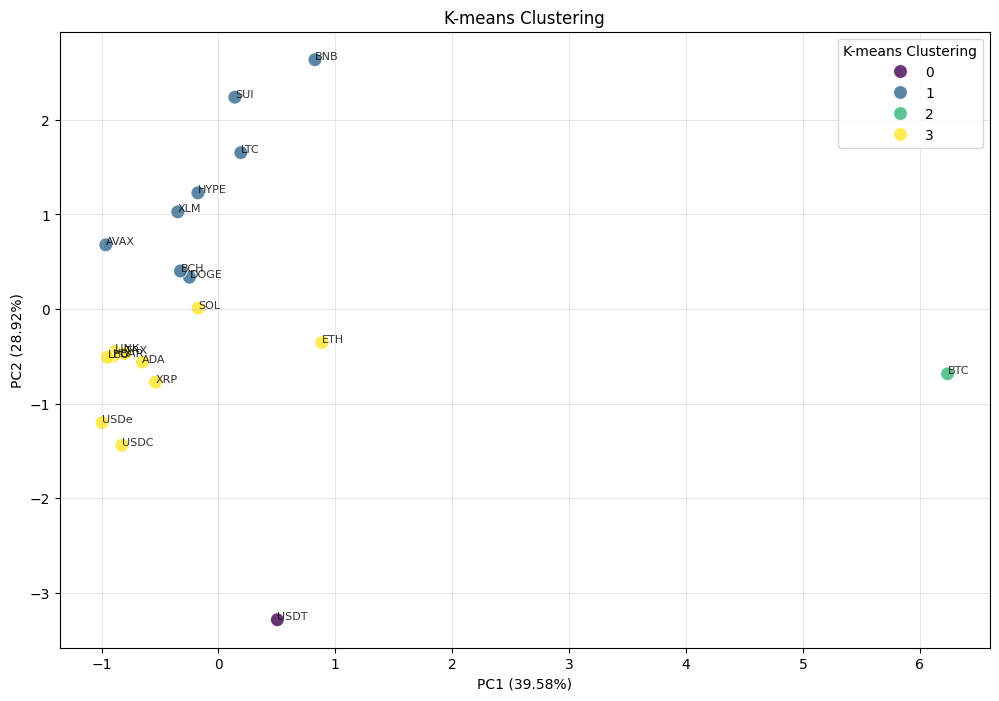 K-means Clustering
K-means Clustering
0
1
2
3
BNB
SUI
LTC
HYPE
XLM
AVAX
BCH
DOGE
SOL
ETH
LINK
LEO
ADA
XRP
BTC
USDe
USDC
USDT
2
1
0
−1
−2
−3
PC2 (28.92%)
−1
0
1
2
3
4
5
6
PC1 (39.58%)